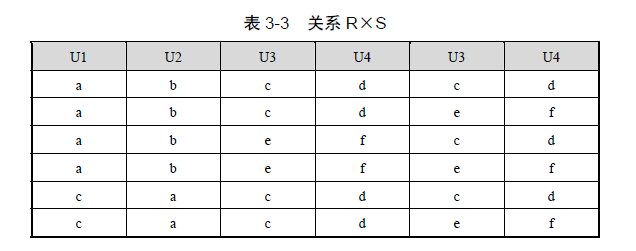 表 3-3 关系 R×S
U1 U2 U3 U4 U3 U4
a b c d c d
a b c d e f
a b e f c d
a b e f e f
c a c d c d
c a c d e f